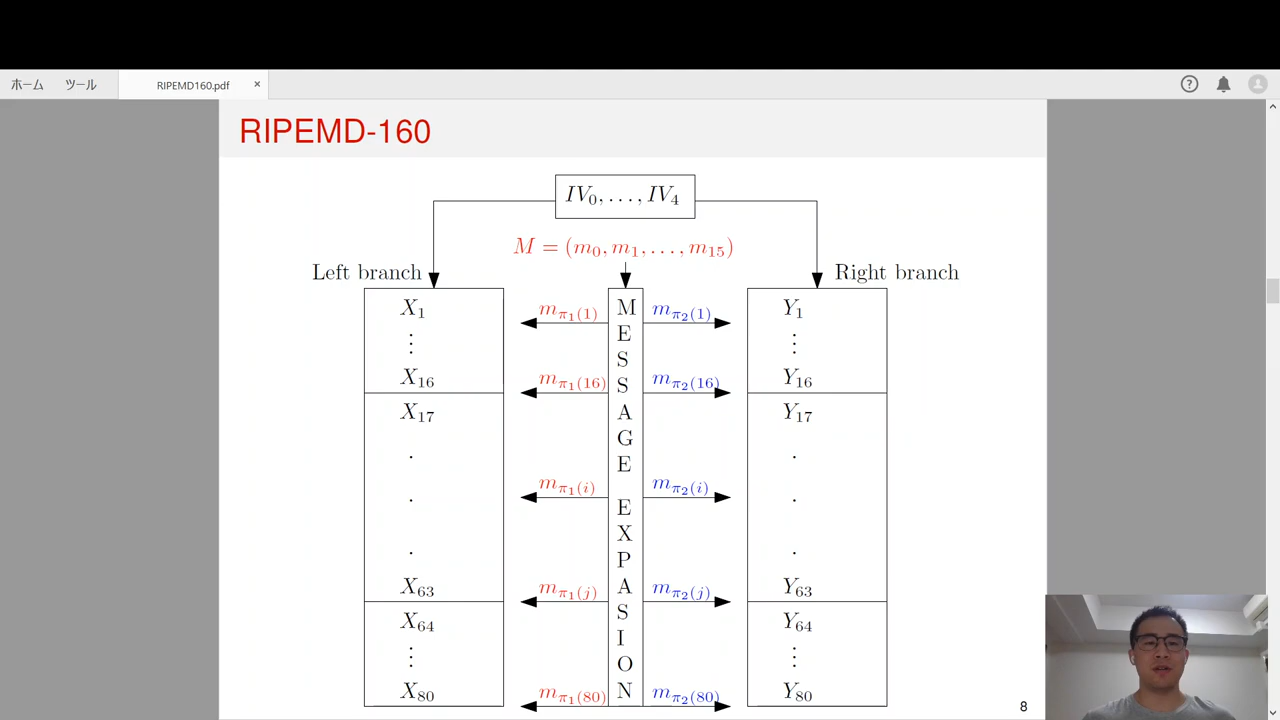 ホーム ツール RIPEMD160.pdf ×
RIPEMD-160
IV₀, . . . , IV₄
M = (m₀, m₁, . . . , m₁₅)
Left branch
Right branch
X₁ m_{π₁(1)} M m_{π₂(1)} Y₁
E
S
X₁₆ m_{π₁(16)} S m_{π₂(16)} Y₁₆
X₁₇ A Y₁₇
G
E
m_{π₁(i)} E m_{π₂(i)}
X
P
X₆₃ m_{π₁(j)} A m_{π₂(j)} Y₆₃
X₆₄ S Y₆₄
I
O
X₈₀ m_{π₁(80)} N m_{π₂(80)} Y₈₀
8